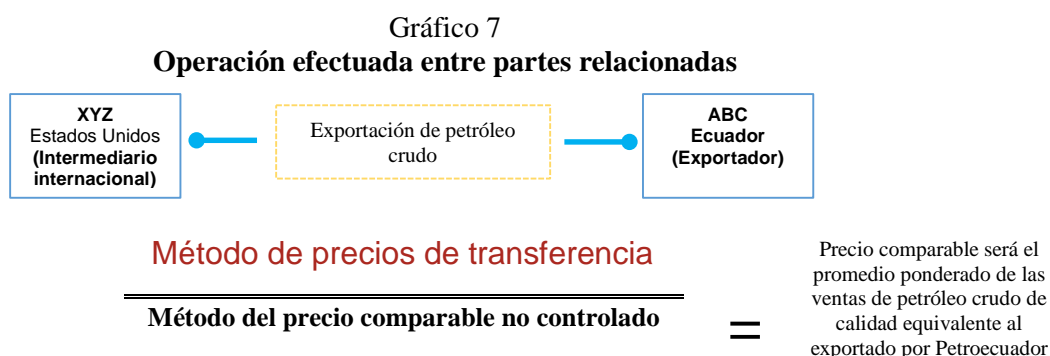 Gráfico 7
Operación efectuada entre partes relacionadas
XYZ
Estados Unidos
(Intermediario
internacional)
Exportación de petróleo
crudo
ABC
Ecuador
(Exportador)
Método de precios de transferencia
Método del precio comparable no controlado
=
Precio comparable será el
promedio ponderado de las
ventas de petróleo crudo de
calidad equivalente al
exportado por Petroecuador